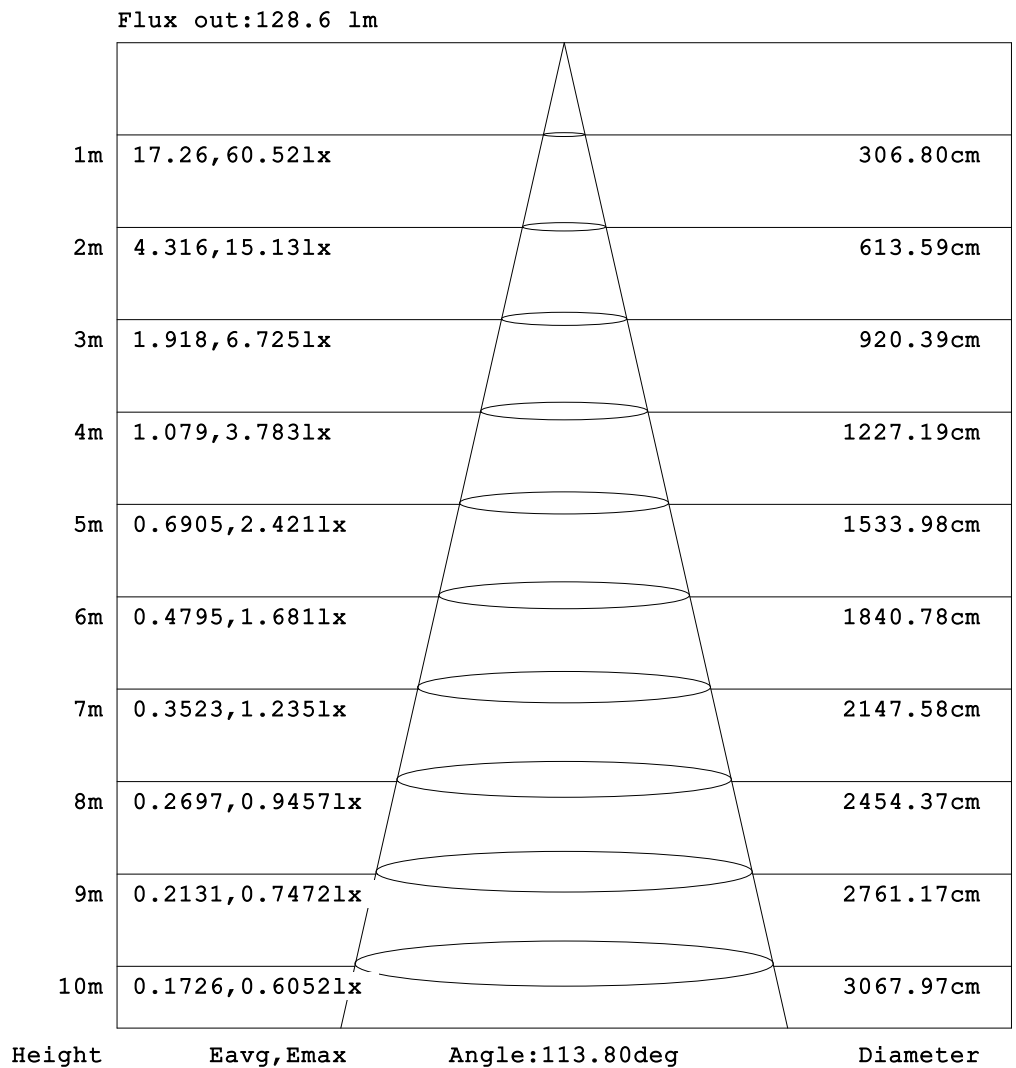 Flux out:128.6 lm
1m 17.26,60.52lx 306.80cm
2m 4.316,15.13lx 613.59cm
3m 1.918,6.725lx 920.39cm
4m 1.079,3.783lx 1227.19cm
5m 0.6905,2.421lx 1533.98cm
6m 0.4795,1.681lx 1840.78cm
7m 0.3523,1.235lx 2147.58cm
8m 0.2697,0.9457lx 2454.37cm
9m 0.2131,0.7472lx 2761.17cm
10m 0.1726,0.6052lx 3067.97cm
Height Eavg,Emax Angle:113.80deg Diameter